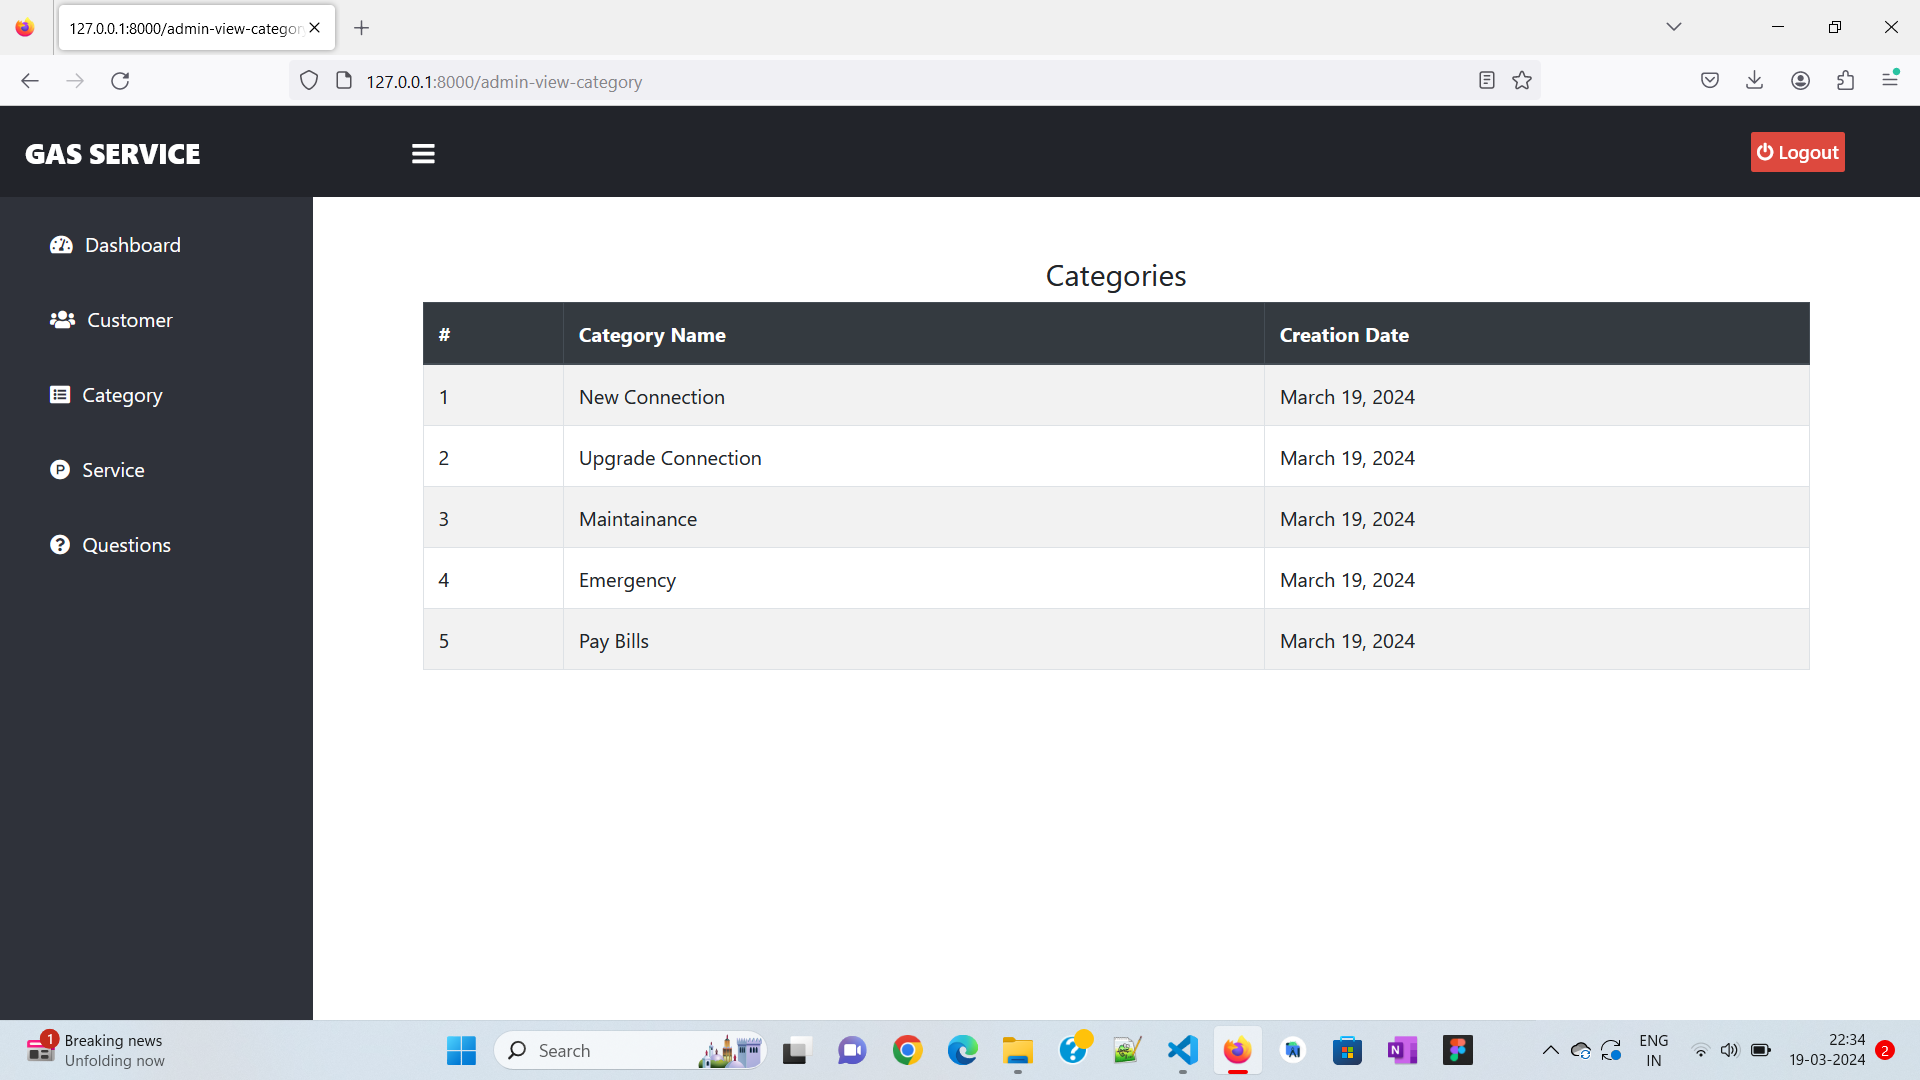 127.0.0.1:8000/admin-view-categor
127.0.0.1:8000/admin-view-category
GAS SERVICE
Logout
Dashboard
Customer
Category
Service
Questions
Categories
# Category Name Creation Date
1 New Connection March 19, 2024
2 Upgrade Connection March 19, 2024
3 Maintainance March 19, 2024
4 Emergency March 19, 2024
5 Pay Bills March 19, 2024
1 Breaking news
Unfolding now
Search
ENG
IN
22:34
19-03-2024
2